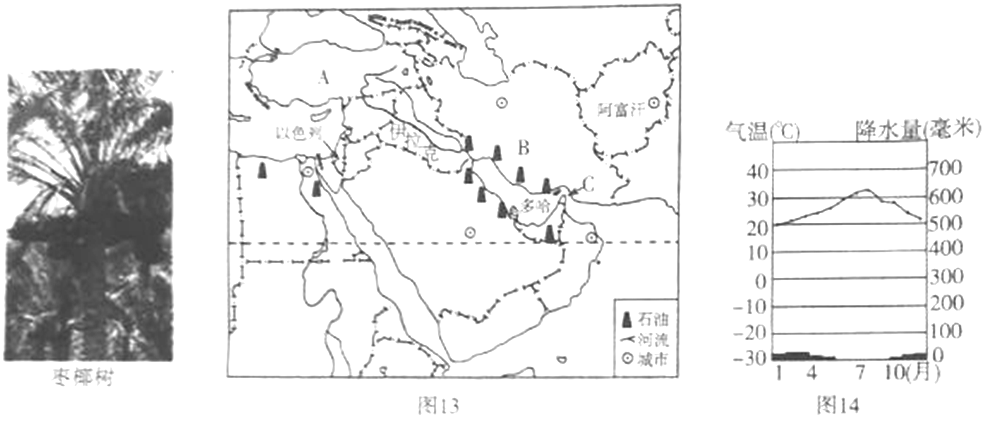 枣椰树
A
阿富汗
以色列
伊拉克
B
C
多哈
石油
河流
城市
图13
气温(℃)
降水量(毫米)
40
30
20
10
0
-10
-20
-30
700
600
500
400
300
200
100
0
1 4 7 10(月)
图14